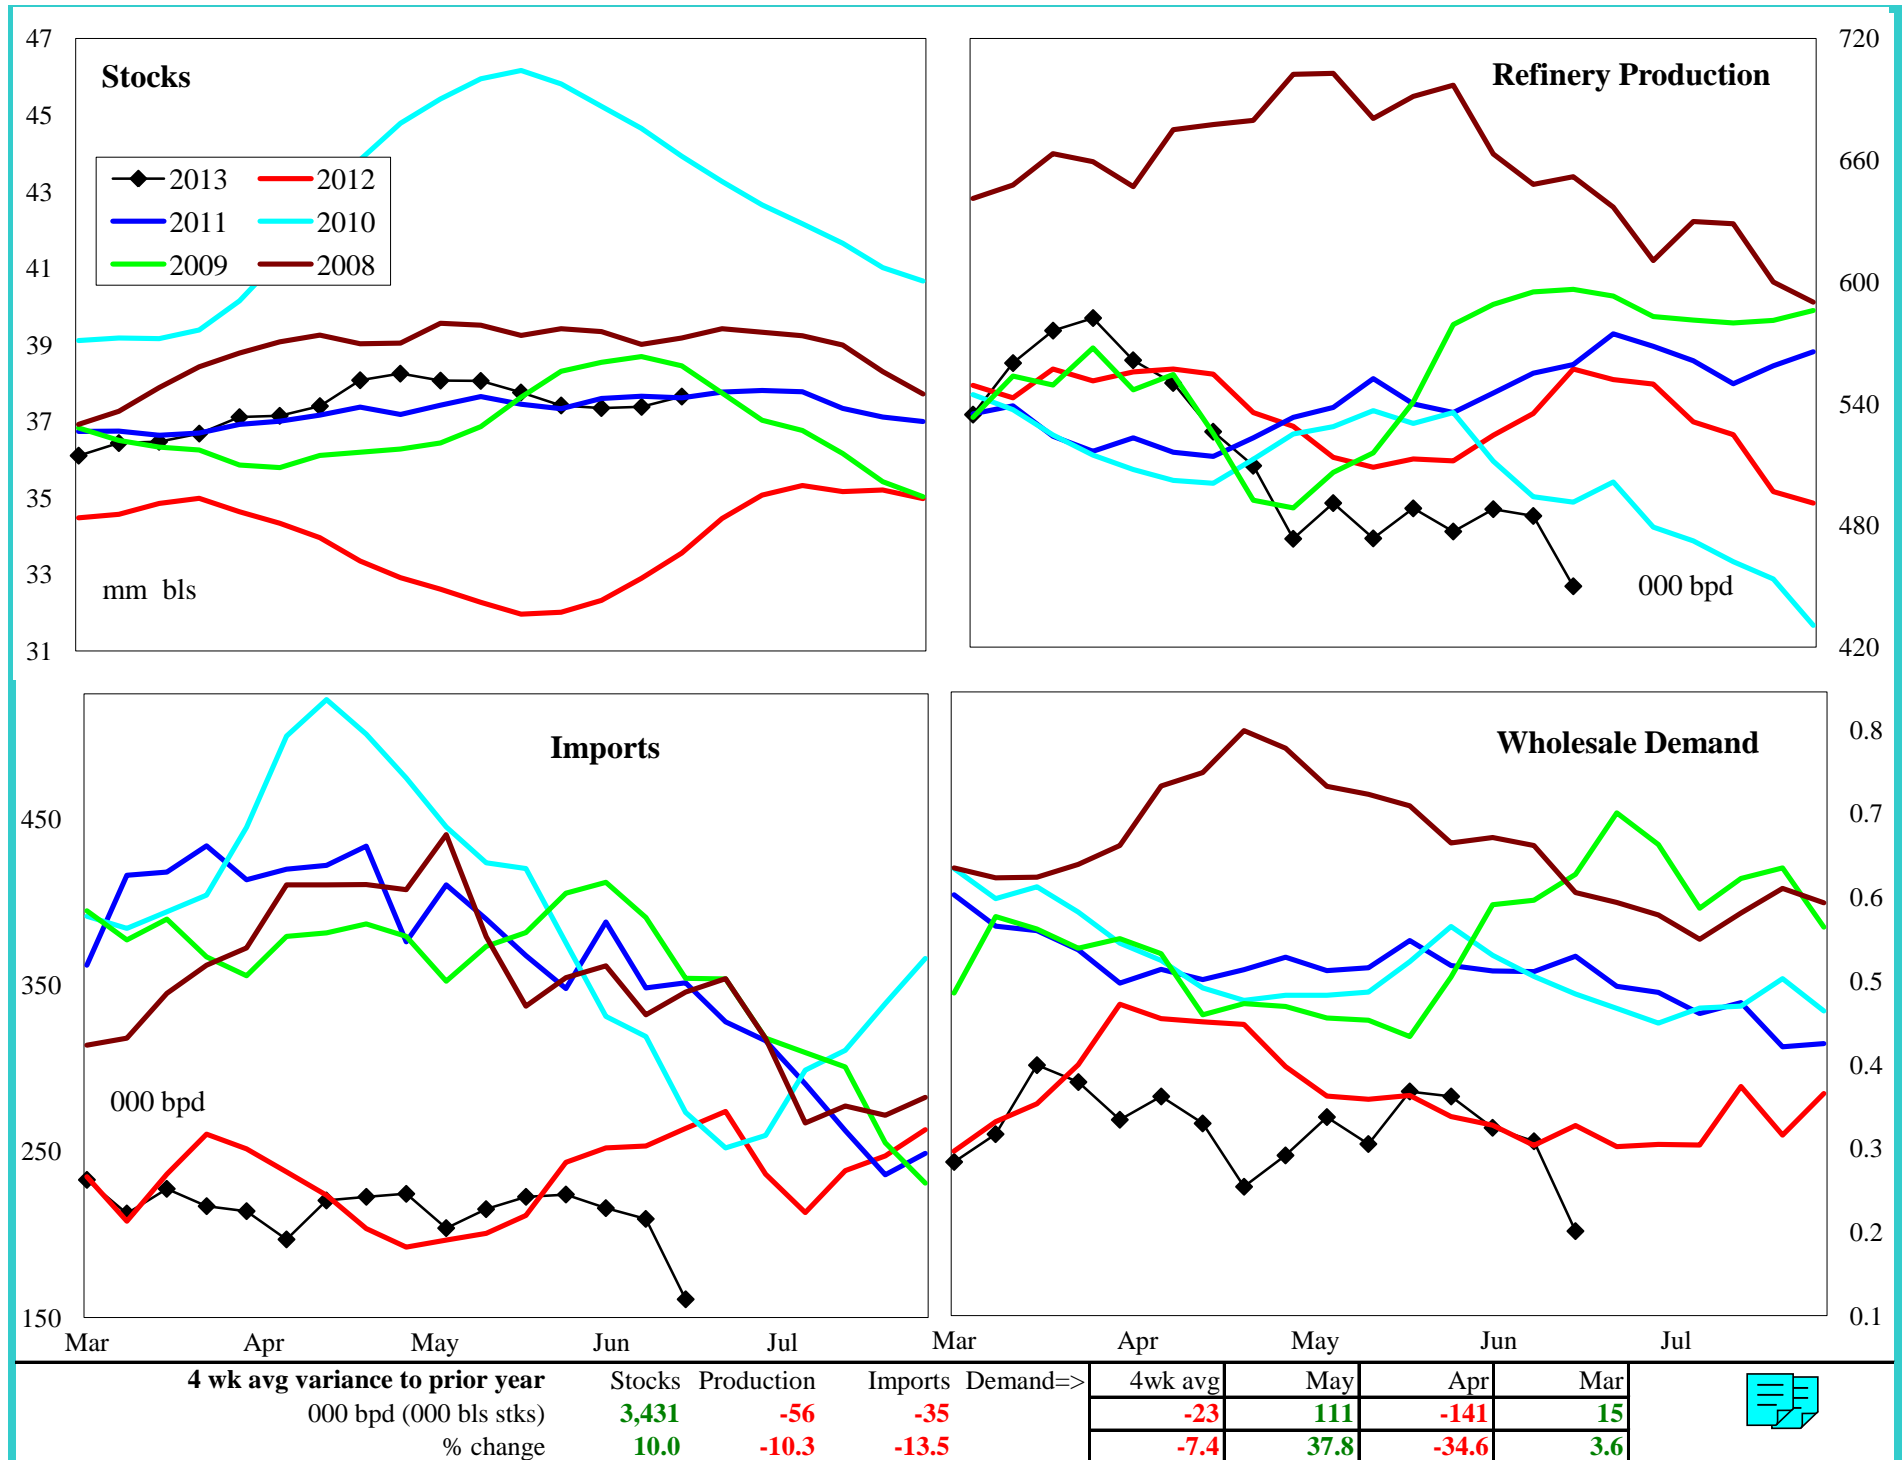 Stocks
47
45
43
41
39
37
35
33
31
2013
2012
2011
2010
2009
2008
mm bls
Refinery Production
720
660
600
540
480
420
000 bpd
Imports
450
350
250
150
000 bpd
Mar Apr May Jun Jul
Wholesale Demand
0.8
0.7
0.6
0.5
0.4
0.3
0.2
0.1
Mar Apr May Jun Jul
4 wk avg variance to prior year Stocks Production Imports Demand=> 4wk avg May Apr Mar
000 bpd (000 bls stks) 3,431 -56 -35 -23 111 -141 15
% change 10.0 -10.3 -13.5 -7.4 37.8 -34.6 3.6